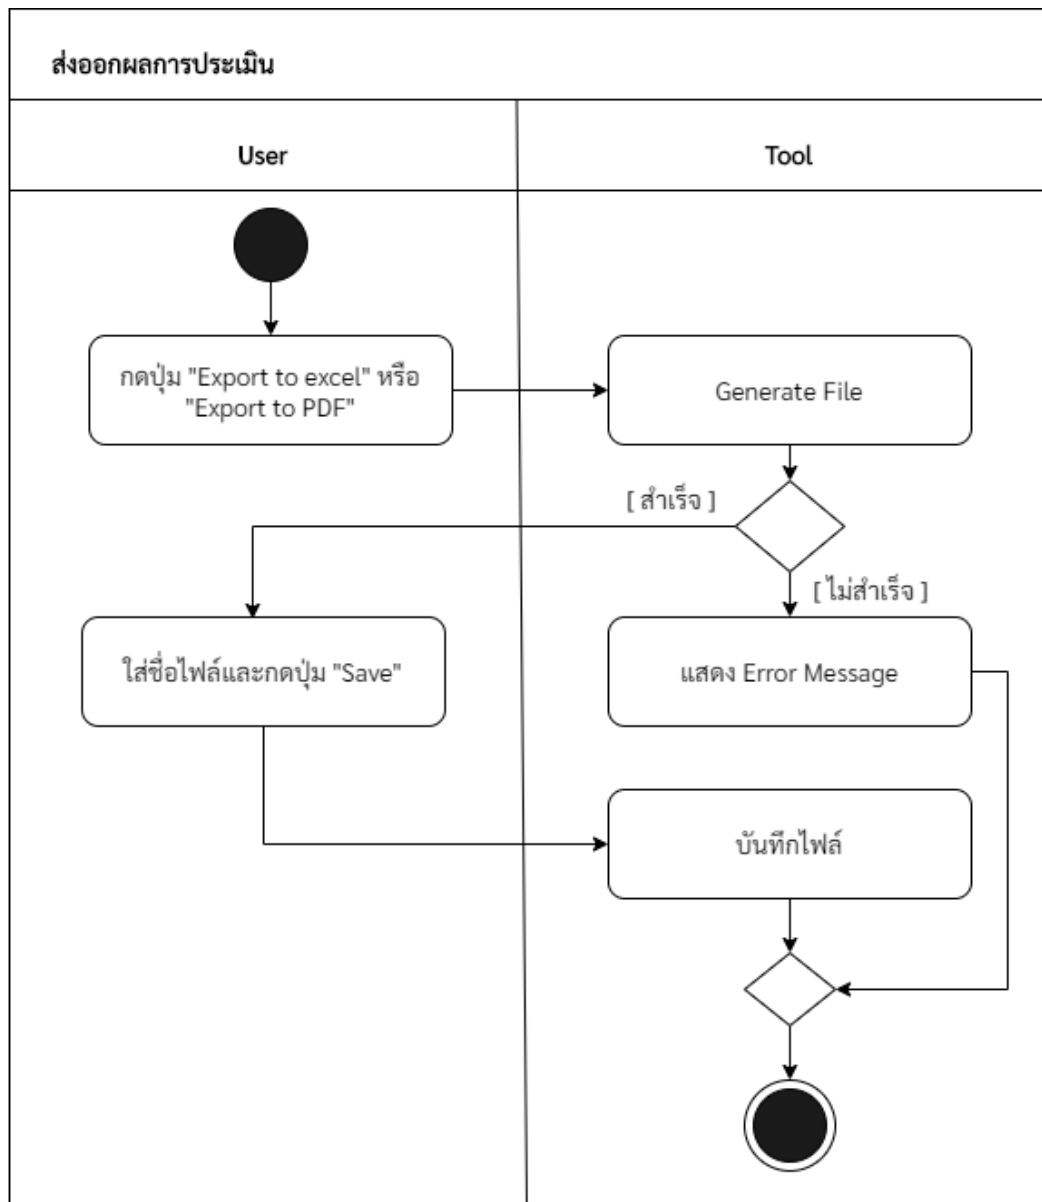 ส่งออกผลการประเมิน
User
Tool
กดปุ่ม "Export to excel" หรือ
"Export to PDF"
Generate File
[ สำเร็จ ]
[ ไม่สำเร็จ ]
ใส่ชื่อไฟล์และกดปุ่ม "Save"
แสดง Error Message
บันทึกไฟล์